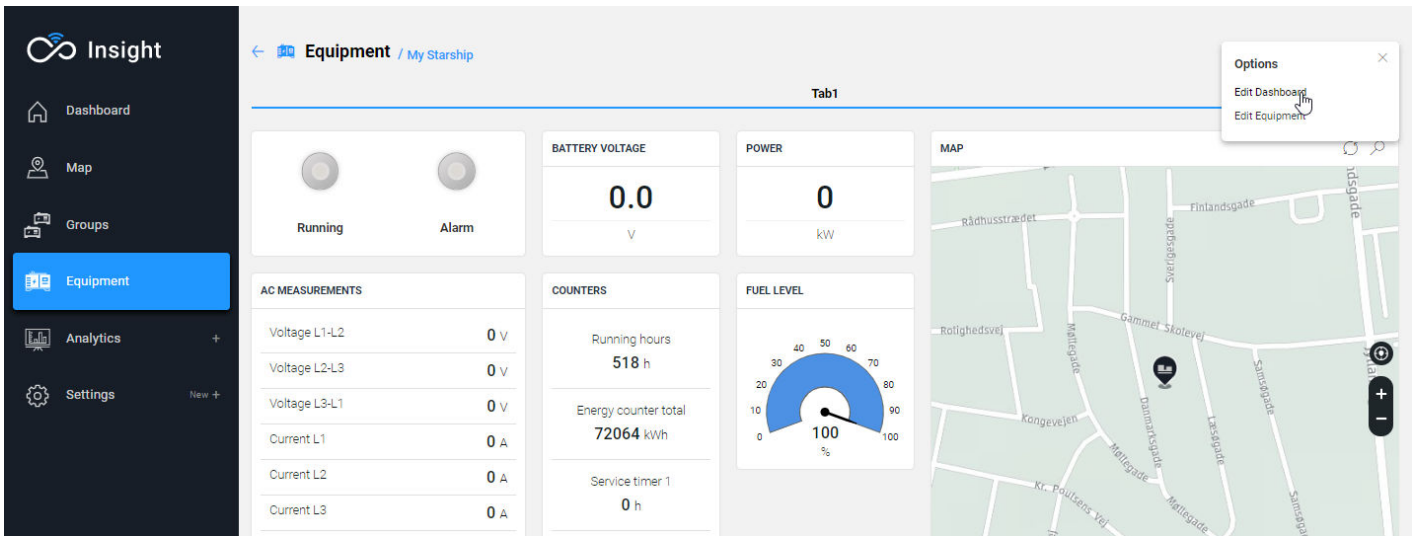 Insight
Dashboard
Map
Groups
Equipment
Analytics +
Settings New +
← Equipment / My Starship
Tab1
Options
Edit Dashboard
Edit Equipment
Running
Alarm
BATTERY VOLTAGE
0.0
V
POWER
0
kW
AC MEASUREMENTS
Voltage L1-L2 0 V
Voltage L2-L3 0 V
Voltage L3-L1 0 V
Current L1 0 A
Current L2 0 A
Current L3 0 A
COUNTERS
Running hours
518 h
Energy counter total
72064 kWh
Service timer 1
0 h
FUEL LEVEL
0
10
20
30
40
50
60
70
80
90
100
100
%
MAP
Rådhusstrædet
Finlandsgade
Sverigesgade
Rolighedsvej
Møllegade
Gammel Skolevej
Samsøgade
Kongevejen
Danmarksgade
Læsøgade
Møllegade
Kr. Poulsens Vej
Møllegade
+
−